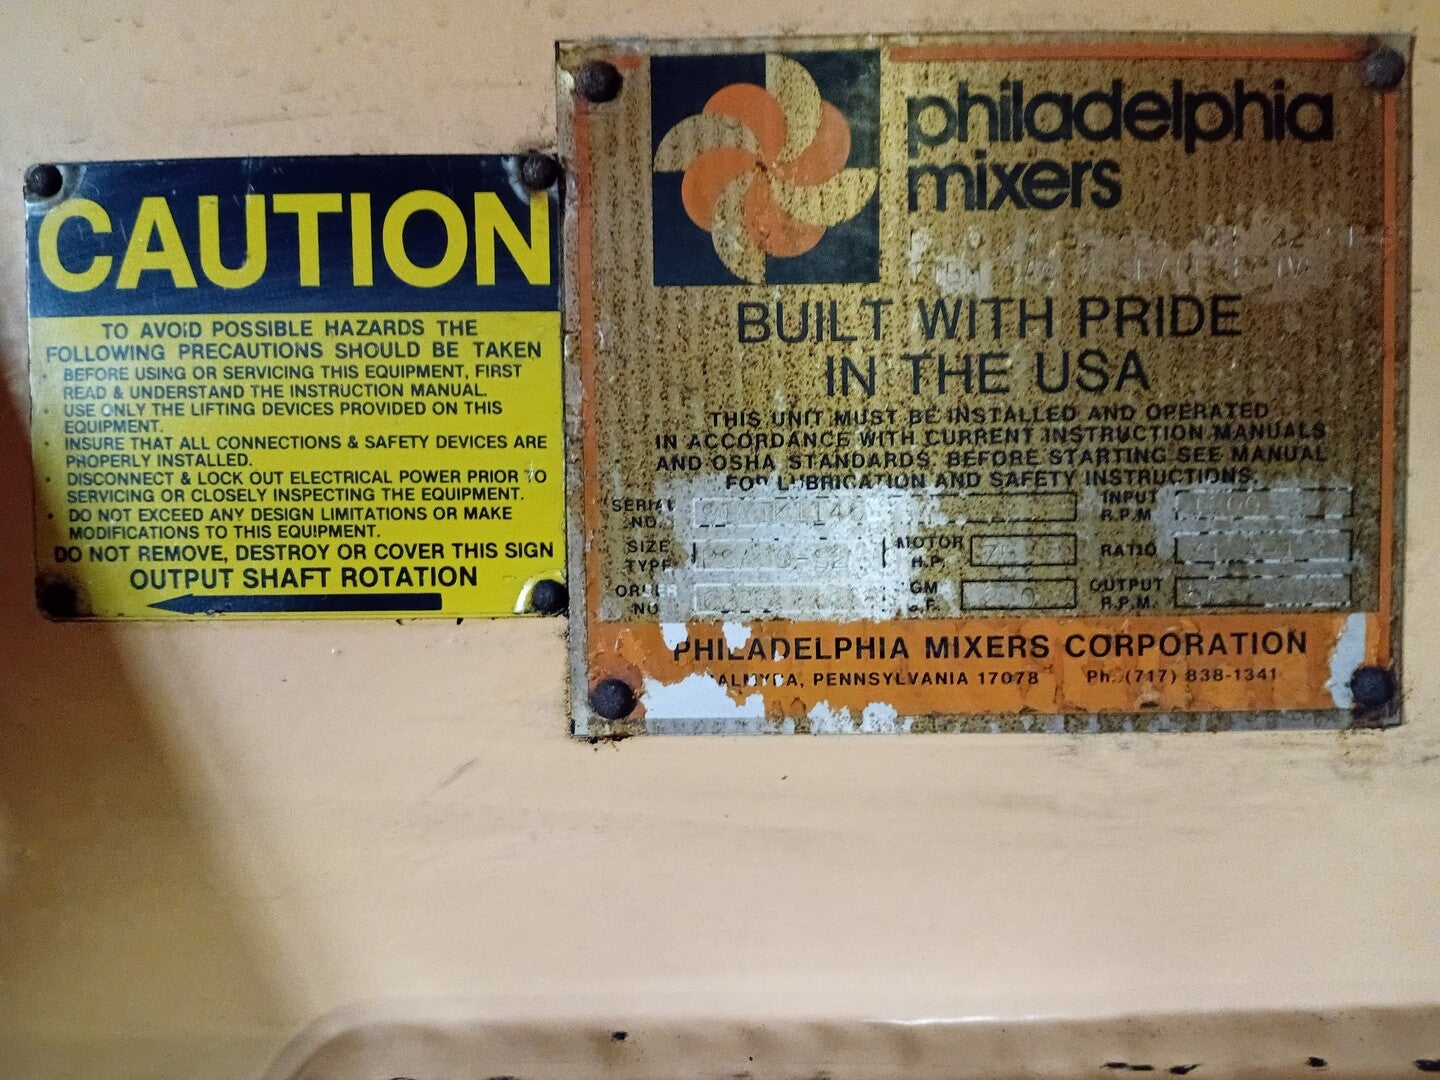 CAUTION
TO AVOID POSSIBLE HAZARDS THE
FOLLOWING PRECAUTIONS SHOULD BE TAKEN
· BEFORE USING OR SERVICING THIS EQUIPMENT, FIRST
READ & UNDERSTAND THE INSTRUCTION MANUAL.
· USE ONLY THE LIFTING DEVICES PROVIDED ON THIS
EQUIPMENT.
· INSURE THAT ALL CONNECTIONS & SAFETY DEVICES ARE
PROPERLY INSTALLED.
· DISCONNECT & LOCK OUT ELECTRICAL POWER PRIOR TO
SERVICING OR CLOSELY INSPECTING THE EQUIPMENT.
· DO NOT EXCEED ANY DESIGN LIMITATIONS OR MAKE
MODIFICATIONS TO THIS EQUIPMENT.
DO NOT REMOVE, DESTROY OR COVER THIS SIGN
OUTPUT SHAFT ROTATION
philadelphia
mixers
BUILT WITH PRIDE
IN THE USA
THIS UNIT MUST BE INSTALLED AND OPERATED
IN ACCORDANCE WITH CURRENT INSTRUCTION MANUALS
AND OSHA STANDARDS. BEFORE STARTING SEE MANUAL
FOR LUBRICATION AND SAFETY INSTRUCTIONS.
SERIAL
NO.
INPUT
R.P.M.
SIZE
TYPE
MOTOR
H.P.
RATIO
ORDER
NO.
OUTPUT
R.P.M.
PHILADELPHIA MIXERS CORPORATION
PALMYRA, PENNSYLVANIA 17078 Ph. (717) 838-1341